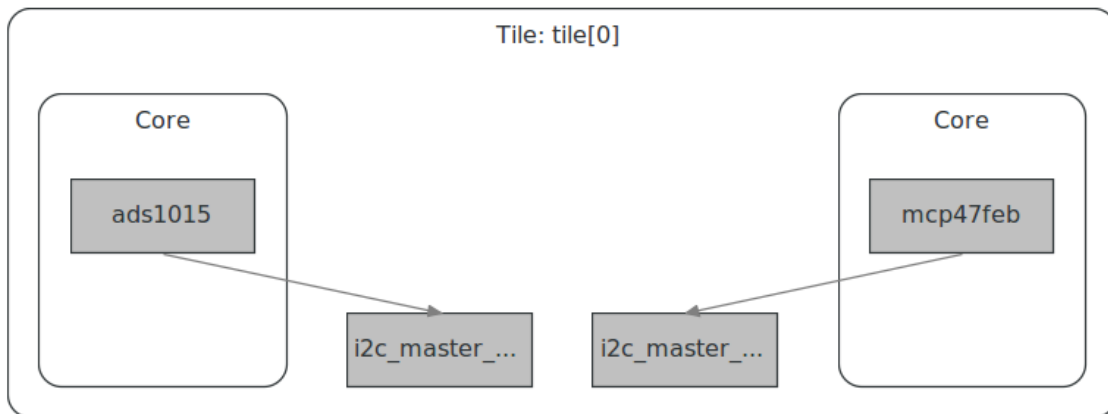 Tile: tile[0]
Core
Core
ads1015
mcp47feb
i2c_master_...
i2c_master_...